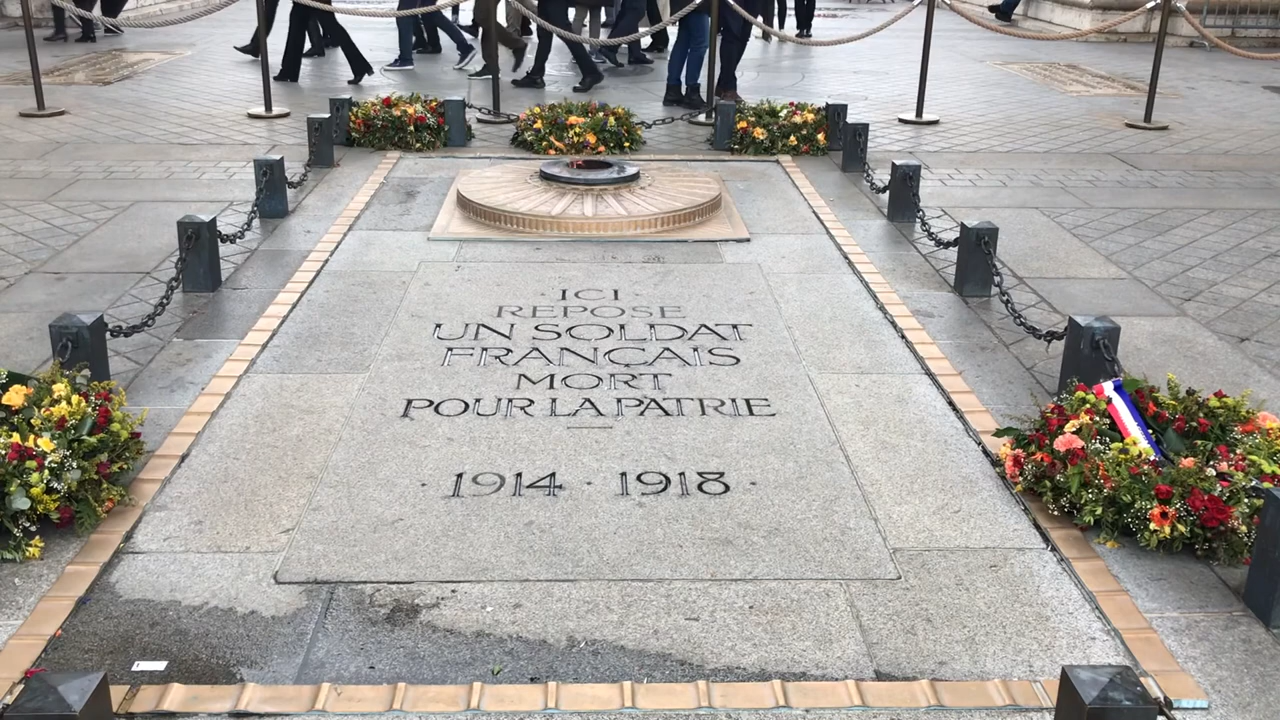 ICI
REPOSE
UN SOLDAT
FRANÇAIS
MORT
POUR LA PATRIE
· 1914 · 1918 ·